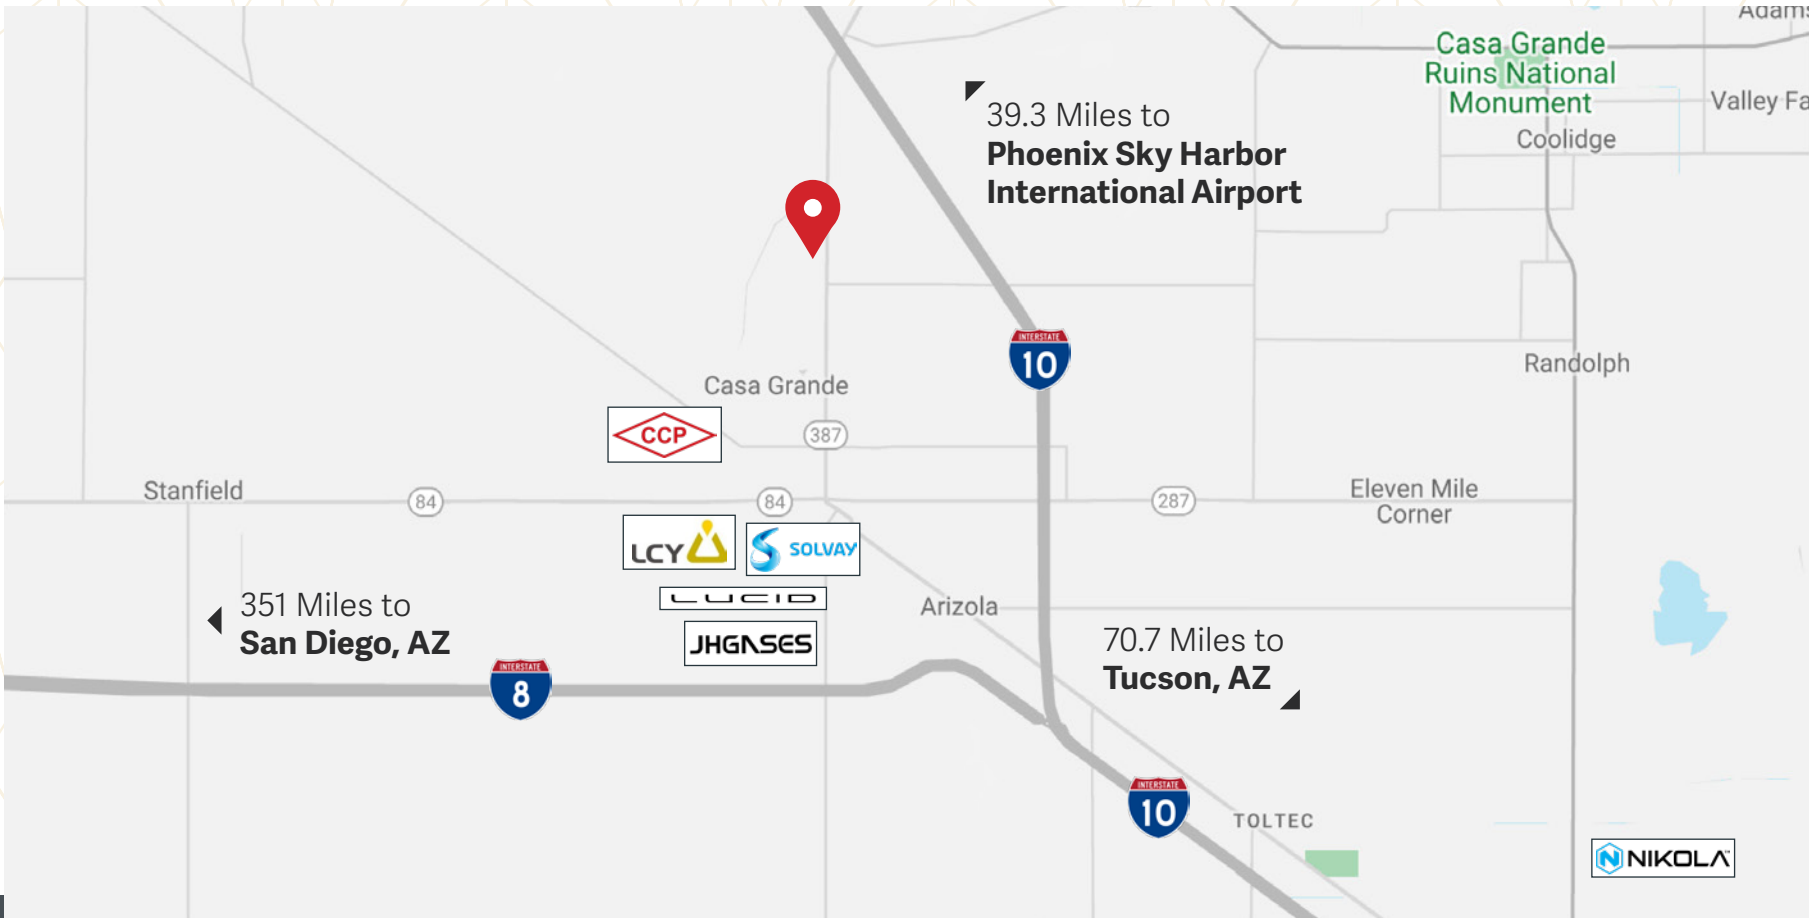 Adams
Casa Grande
Ruins National
Monument
Valley Fa
Coolidge
39.3 Miles to
Phoenix Sky Harbor
International Airport
INTERSTATE
10
Randolph
Casa Grande
CCP
387
Stanfield
84
84
287
Eleven Mile
Corner
LCY
SOLVAY
LUCID
JHGASES
Arizola
351 Miles to
San Diego, AZ
70.7 Miles to
Tucson, AZ
INTERSTATE
8
INTERSTATE
10
TOLTEC
NIKOLA™